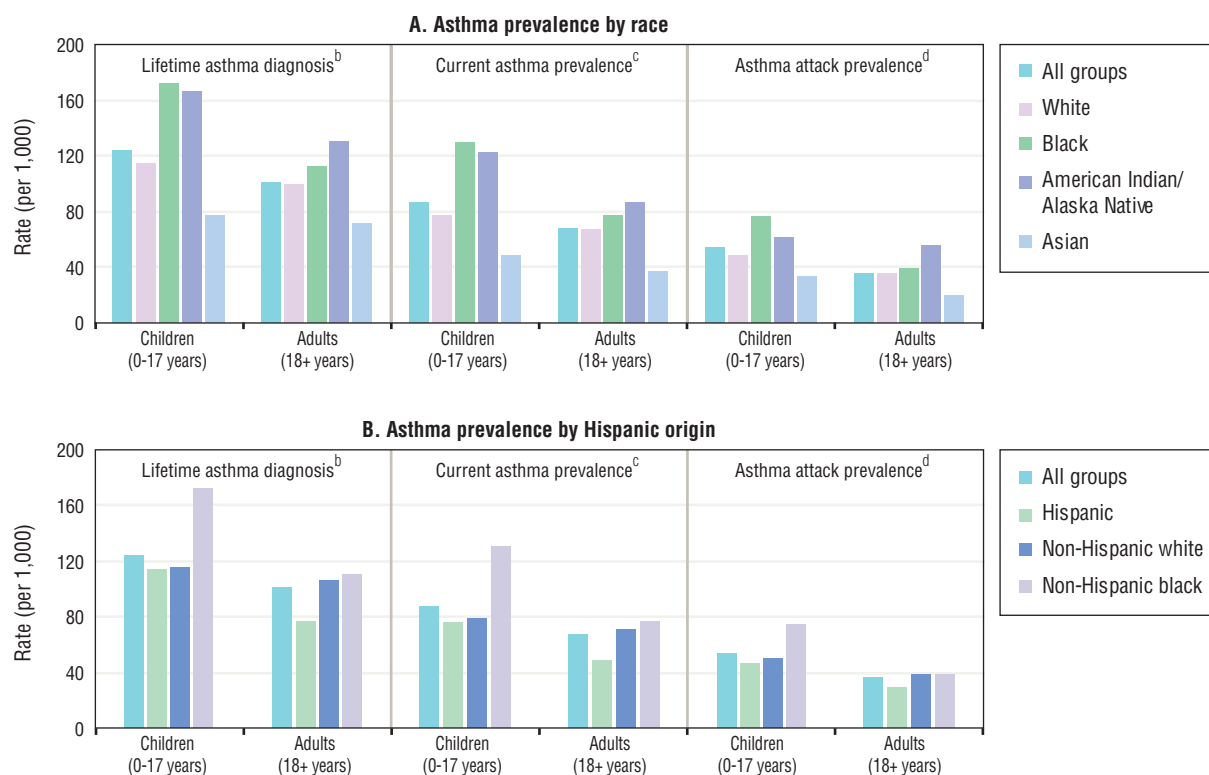 A. Asthma prevalence by race
200
160
120
80
40
0
Rate (per 1,000)
Lifetime asthma diagnosis^b
Current asthma prevalence^c
Asthma attack prevalence^d
Children
(0-17 years)
Adults
(18+ years)
Children
(0-17 years)
Adults
(18+ years)
Children
(0-17 years)
Adults
(18+ years)
All groups
White
Black
American Indian/
Alaska Native
Asian
B. Asthma prevalence by Hispanic origin
200
160
120
80
40
0
Rate (per 1,000)
Lifetime asthma diagnosis^b
Current asthma prevalence^c
Asthma attack prevalence^d
Children
(0-17 years)
Adults
(18+ years)
Children
(0-17 years)
Adults
(18+ years)
Children
(0-17 years)
Adults
(18+ years)
All groups
Hispanic
Non-Hispanic white
Non-Hispanic black